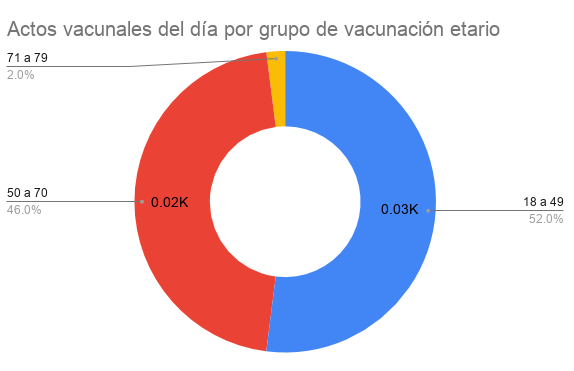 Actos vacunales del día por grupo de vacunación etario
71 a 79
2.0%
50 a 70
46.0%
0.02K
0.03K
18 a 49
52.0%